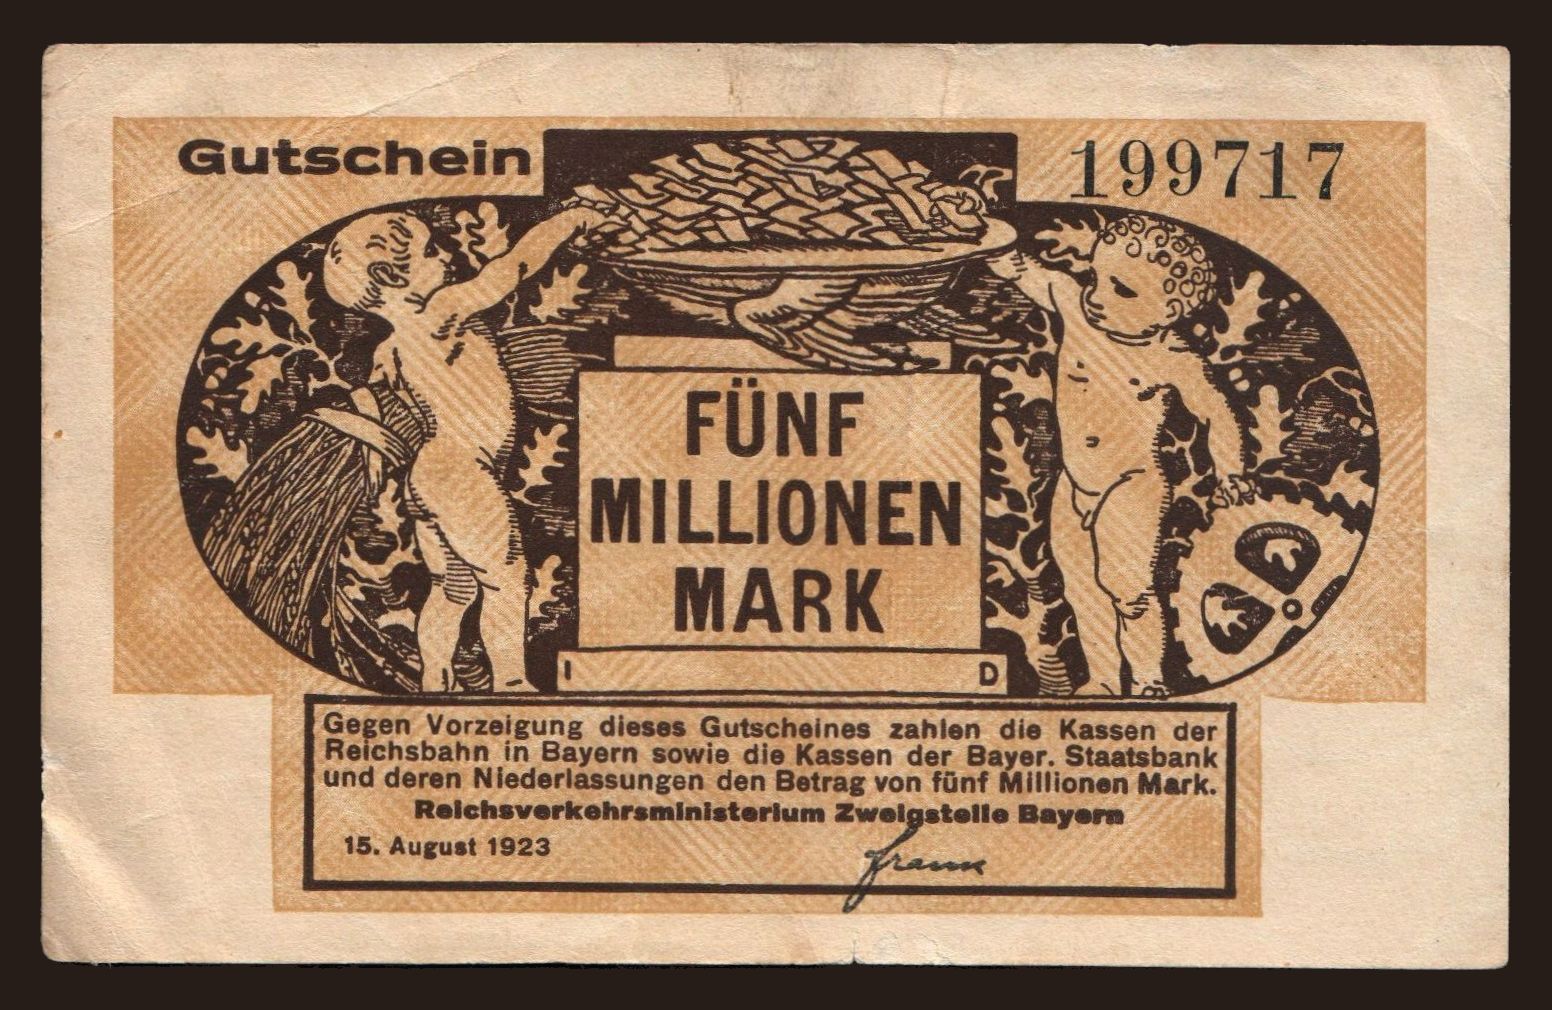 Gutschein
199717
FÜNF
MILLIONEN
MARK
I D
Gegen Vorzeigung dieses Gutscheines zahlen die Kassen der
Reichsbahn in Bayern sowie die Kassen der Bayer. Staatsbank
und deren Niederlassungen den Betrag von fünf Millionen Mark.
Reichsverkehrsministerium Zweigstelle Bayern
15. August 1923